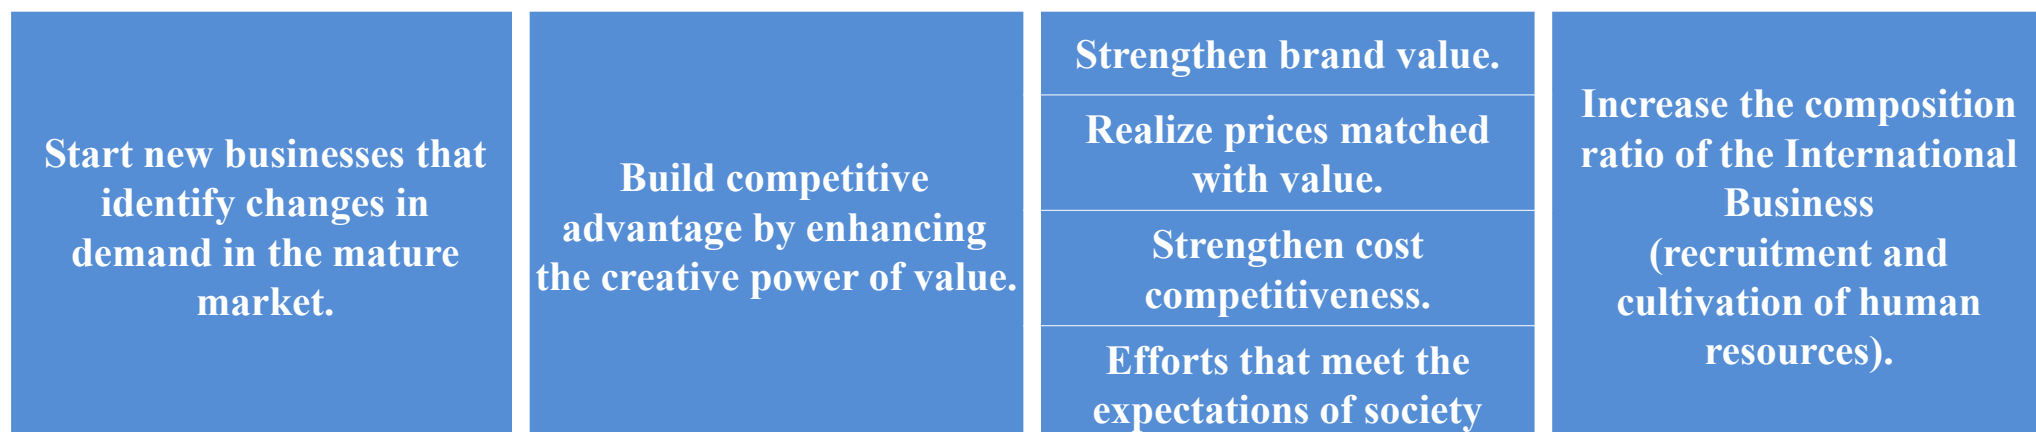 Start new businesses that
identify changes in
demand in the mature
market.
Build competitive
advantage by enhancing
the creative power of value.
Strengthen brand value.
Realize prices matched
with value.
Strengthen cost
competitiveness.
Efforts that meet the
expectations of society
Increase the composition
ratio of the International
Business
(recruitment and
cultivation of human
resources).